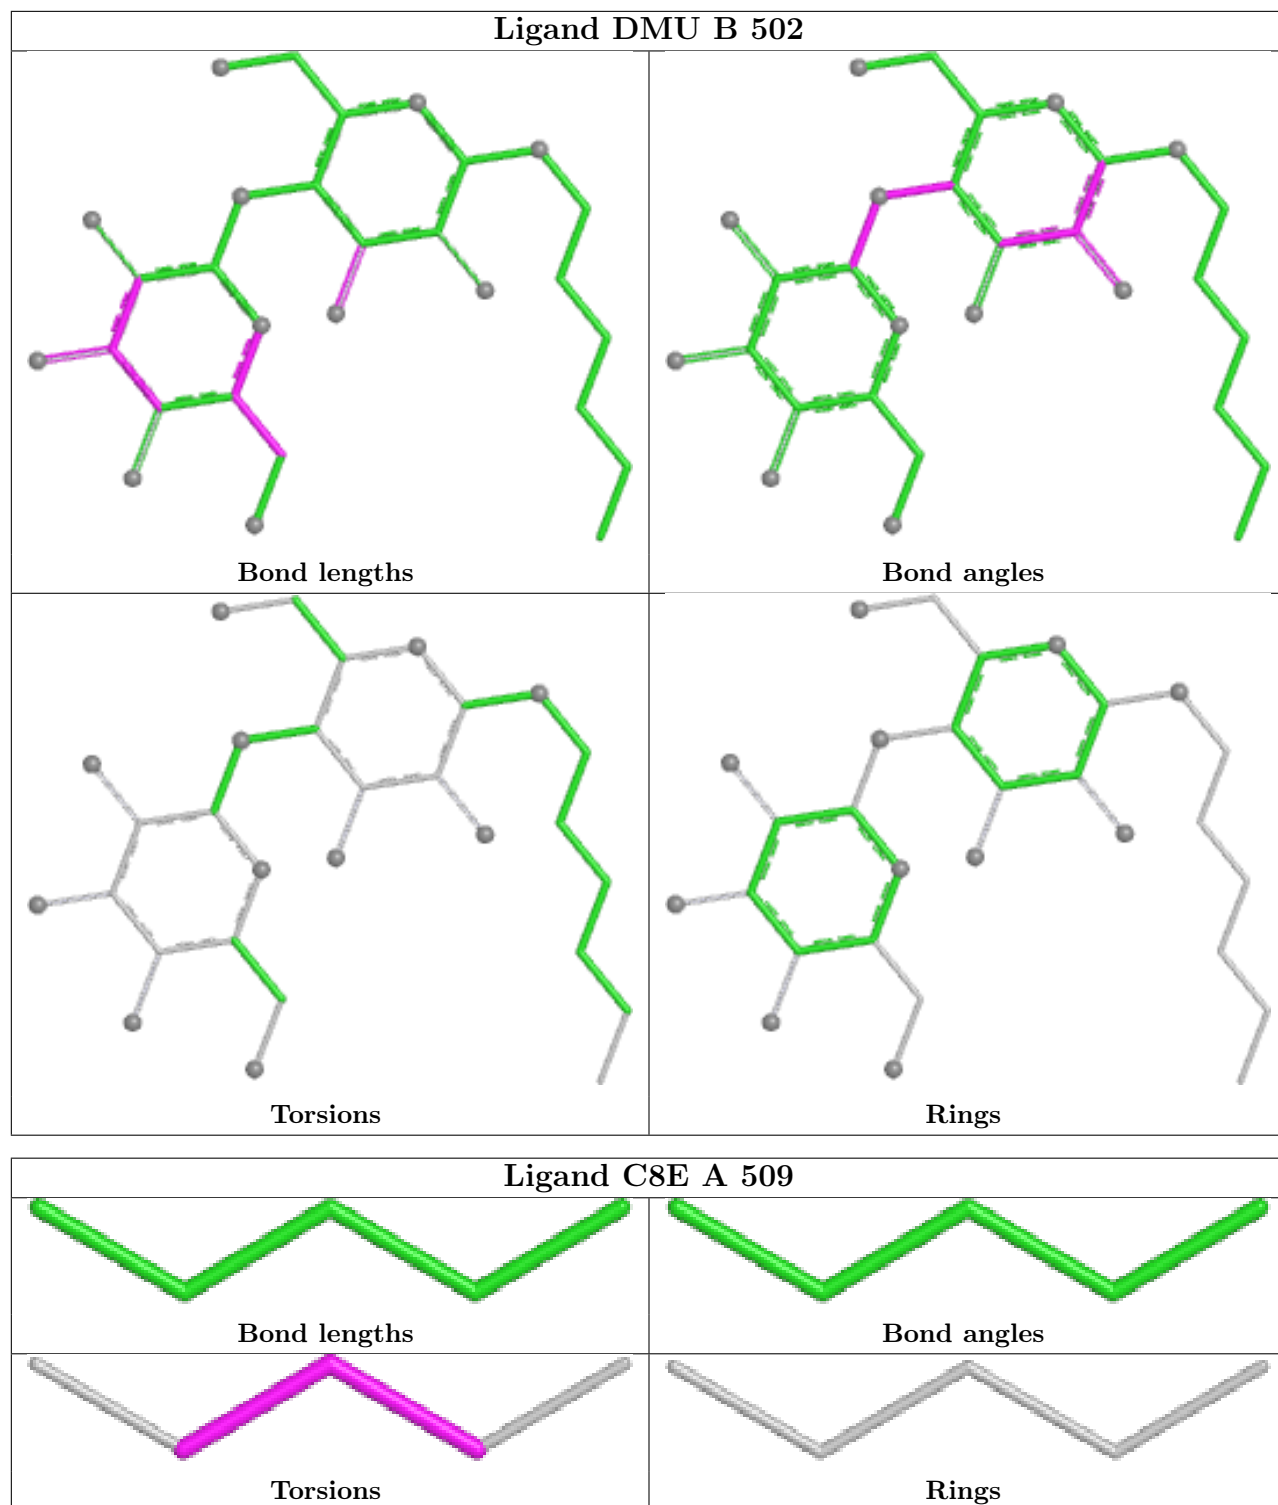 Ligand DMU B 502
Bond lengths
Bond angles
Torsions
Rings
Ligand C8E A 509
Bond lengths
Bond angles
Torsions
Rings